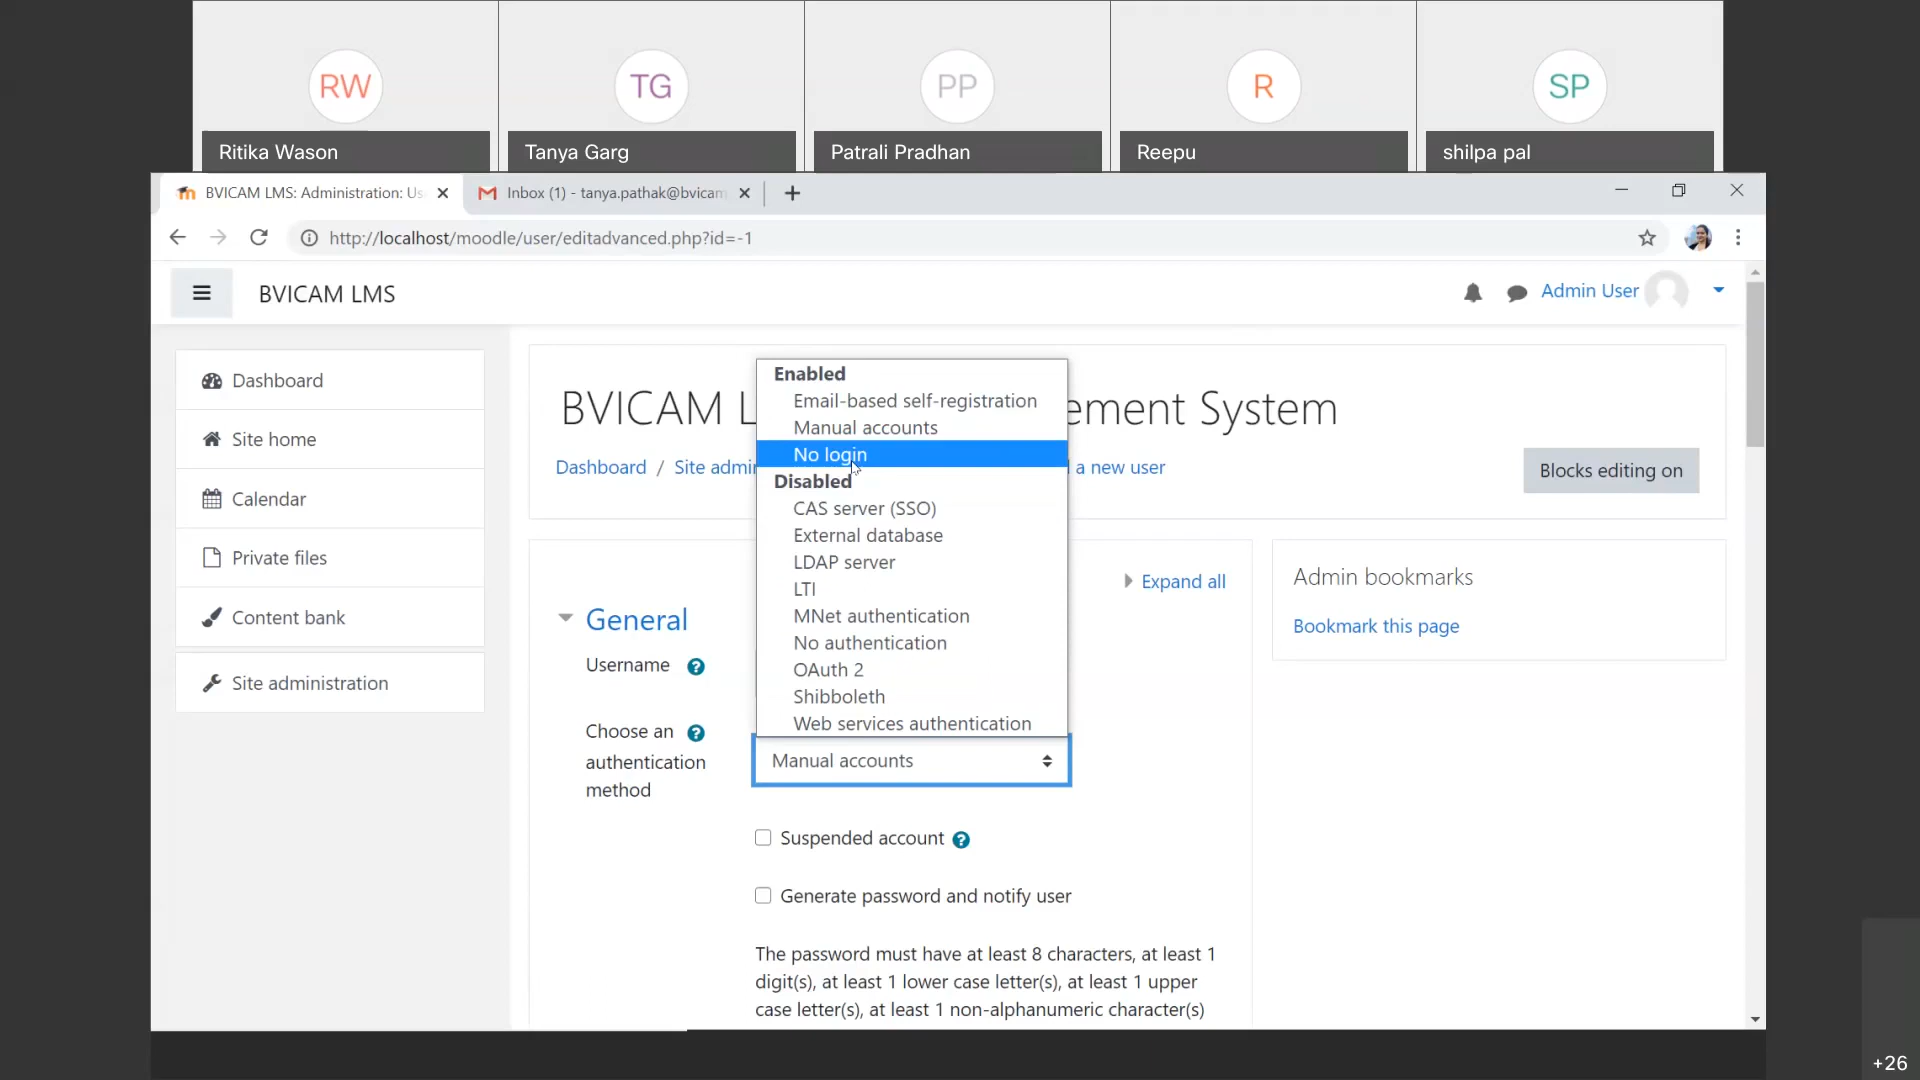 RW
TG
PP
R
SP
Ritika Wason
Tanya Garg
Patrali Pradhan
Reepu
shilpa pal
BVICAM LMS: Administration: Us
Inbox (1) - tanya.pathak@bvicam
http://localhost/moodle/user/editadvanced.php?id=-1
BVICAM LMS
Admin User
Dashboard
Site home
Calendar
Private files
Content bank
Site administration
BVICAM L
ement System
Dashboard / Site admi
a new user
Blocks editing on
Enabled
Email-based self-registration
Manual accounts
No login
Disabled
CAS server (SSO)
External database
LDAP server
LTI
MNet authentication
No authentication
OAuth 2
Shibboleth
Web services authentication
Expand all
General
Username
Choose an
authentication
method
Manual accounts
Suspended account
Generate password and notify user
The password must have at least 8 characters, at least 1
digit(s), at least 1 lower case letter(s), at least 1 upper
case letter(s), at least 1 non-alphanumeric character(s)
Admin bookmarks
Bookmark this page
+26